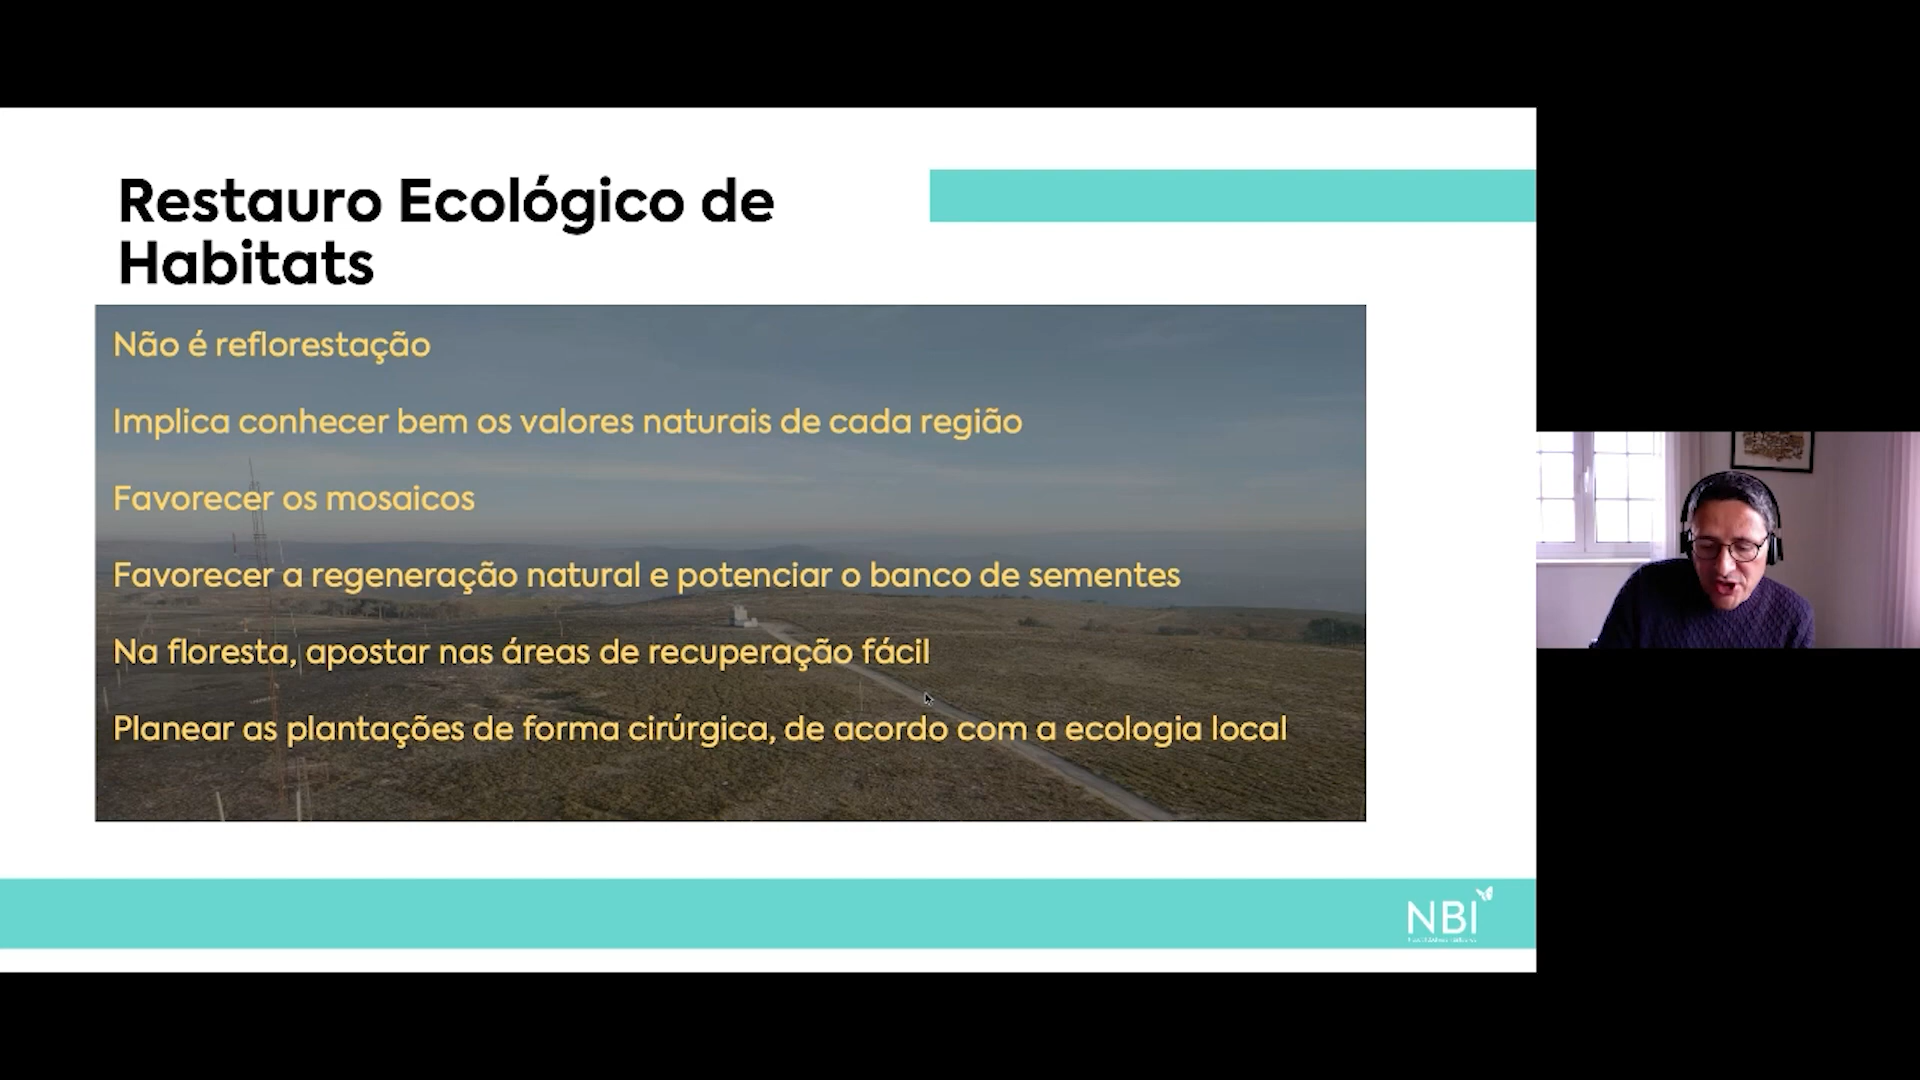 Restauro Ecológico de
Habitats
Não é reflorestação
Implica conhecer bem os valores naturais de cada região
Favorecer os mosaicos
Favorecer a regeneração natural e potenciar o banco de sementes
Na floresta, apostar nas áreas de recuperação fácil
Planear as plantações de forma cirúrgica, de acordo com a ecologia local
NBI